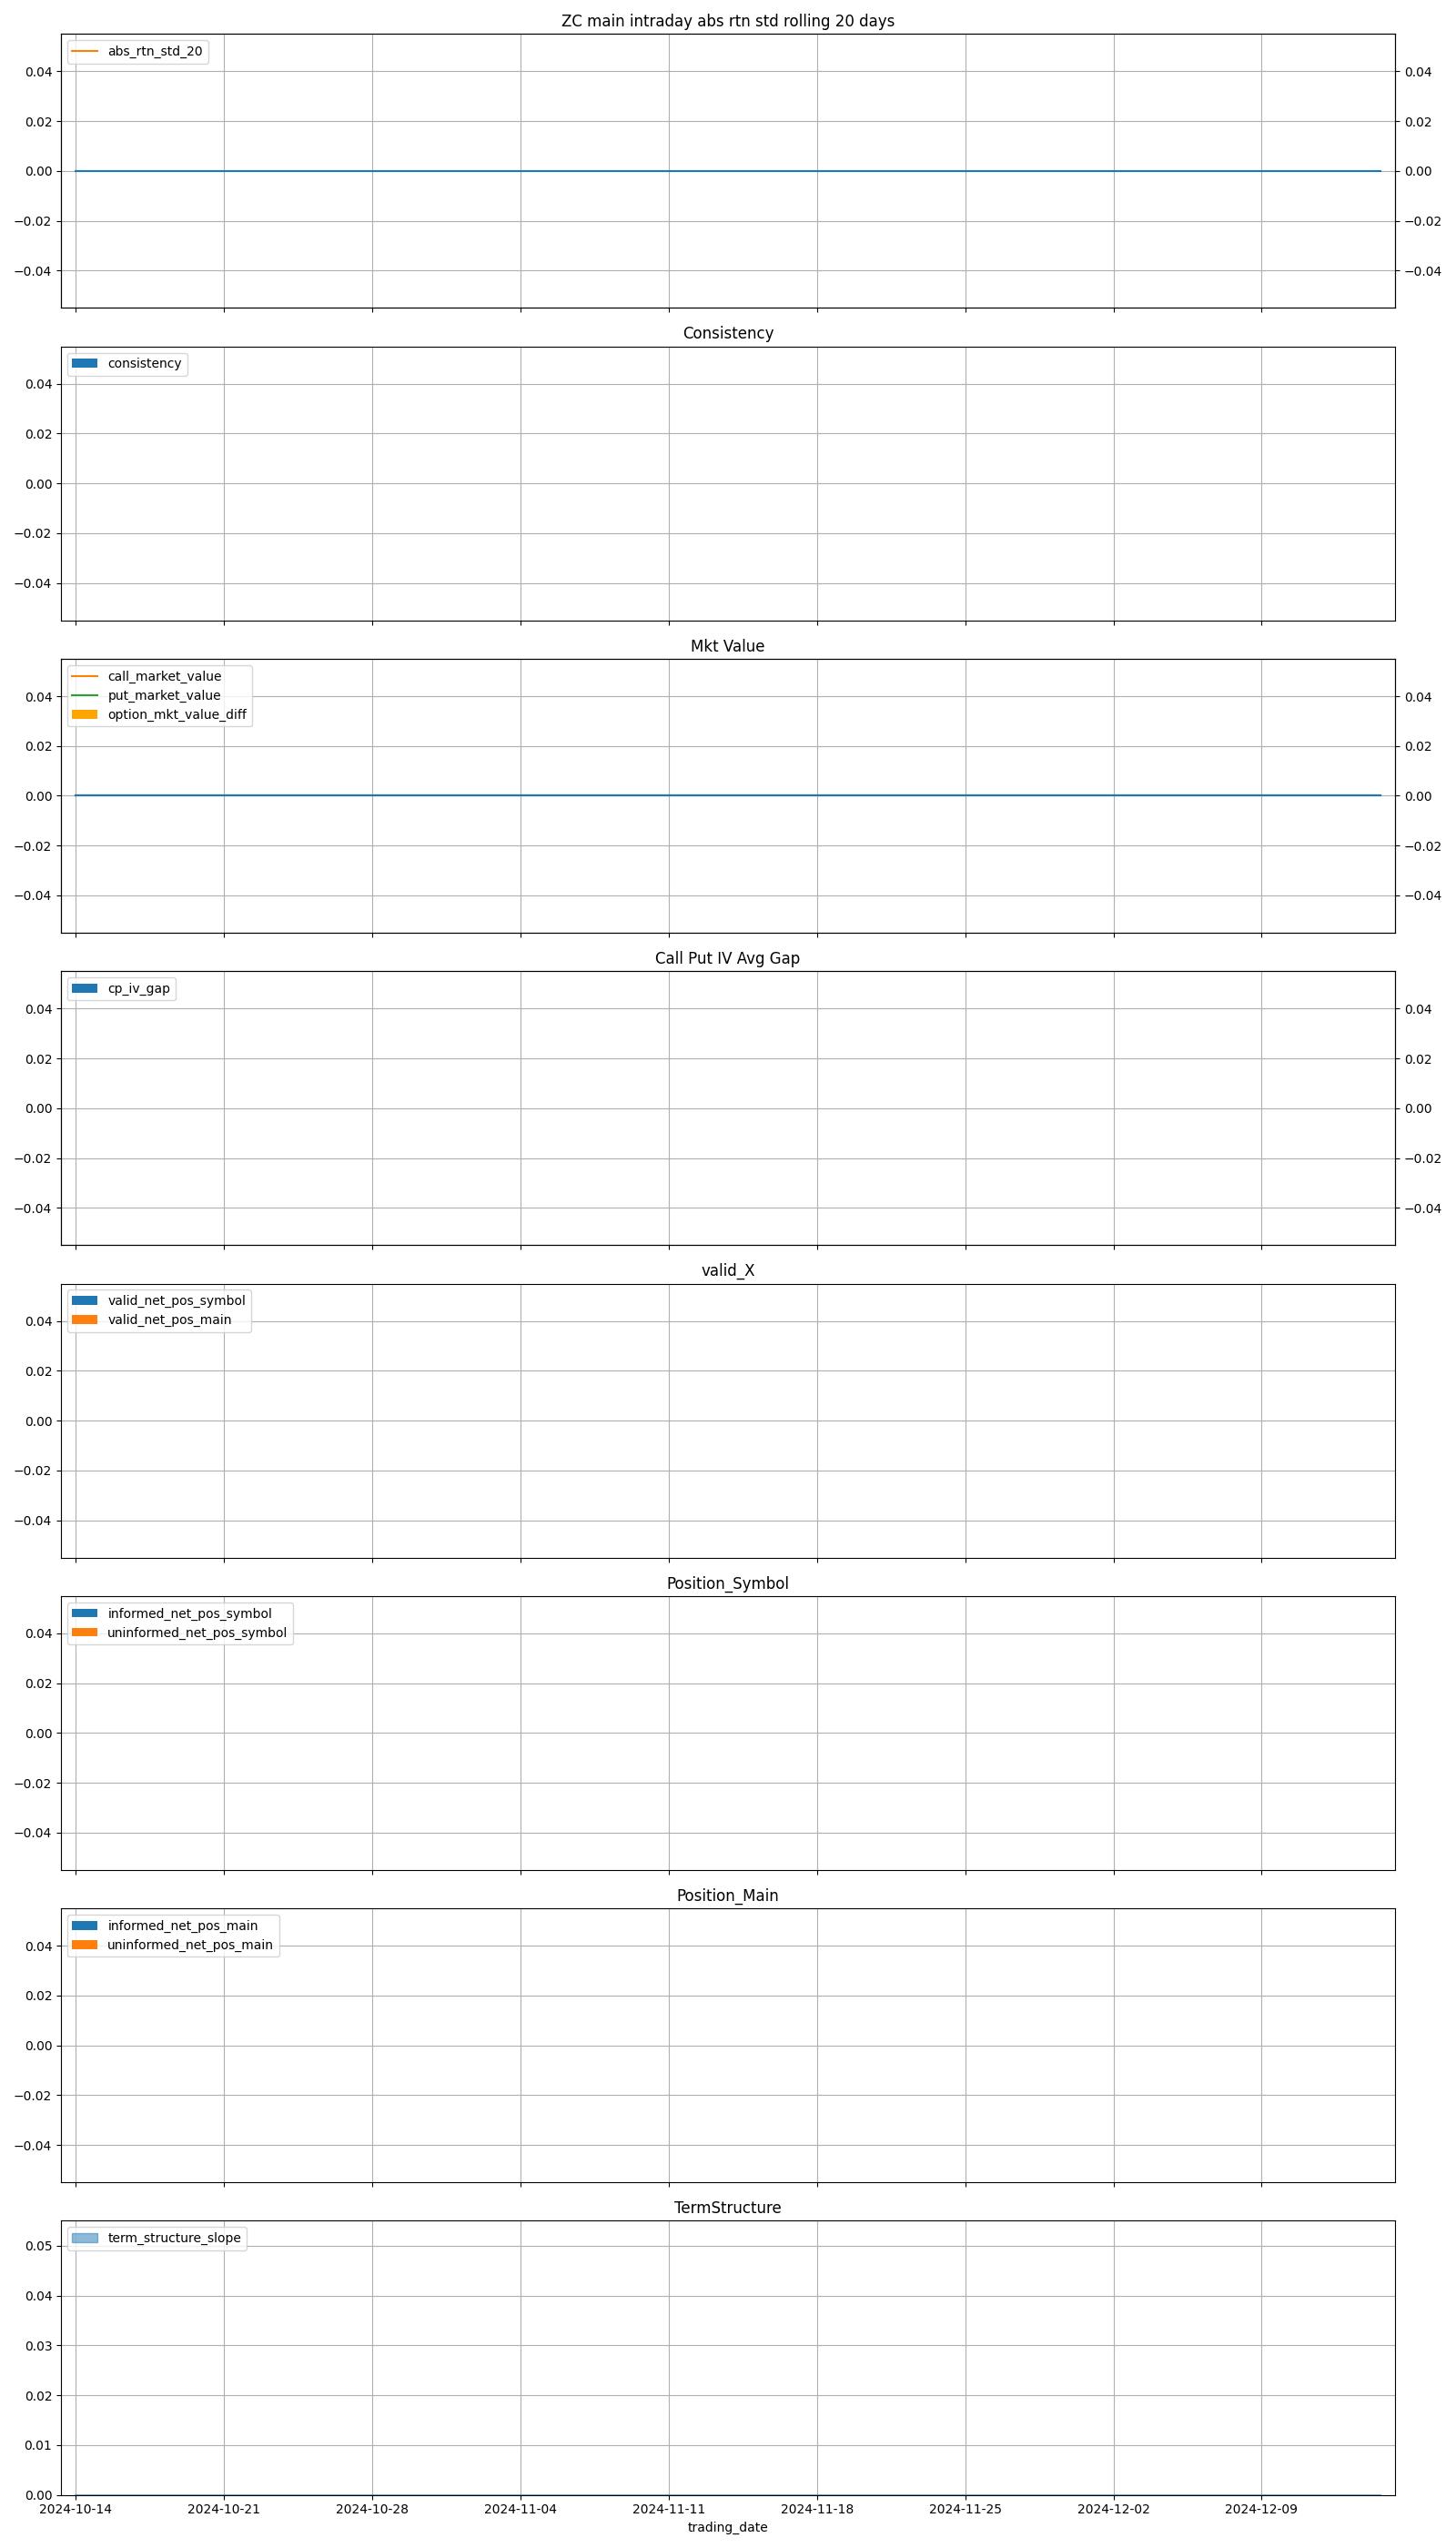 ZC main intraday abs rtn std rolling 20 days
abs_rtn_std_20
0.04 0.04
0.02 0.02
0.00 0.00
−0.02 −0.02
−0.04 −0.04
Consistency
consistency
0.04
0.02
0.00
−0.02
−0.04
Mkt Value
call_market_value
put_market_value
option_mkt_value_diff
0.04 0.04
0.02 0.02
0.00 0.00
−0.02 −0.02
−0.04 −0.04
Call Put IV Avg Gap
cp_iv_gap
0.04 0.04
0.02 0.02
0.00 0.00
−0.02 −0.02
−0.04 −0.04
valid_X
valid_net_pos_symbol
valid_net_pos_main
0.04
0.02
0.00
−0.02
−0.04
Position_Symbol
informed_net_pos_symbol
uninformed_net_pos_symbol
0.04
0.02
0.00
−0.02
−0.04
Position_Main
informed_net_pos_main
uninformed_net_pos_main
0.04
0.02
0.00
−0.02
−0.04
TermStructure
term_structure_slope
0.05
0.04
0.03
0.02
0.01
0.00
2024-10-14 2024-10-21 2024-10-28 2024-11-04 2024-11-11 2024-11-18 2024-11-25 2024-12-02 2024-12-09
trading_date